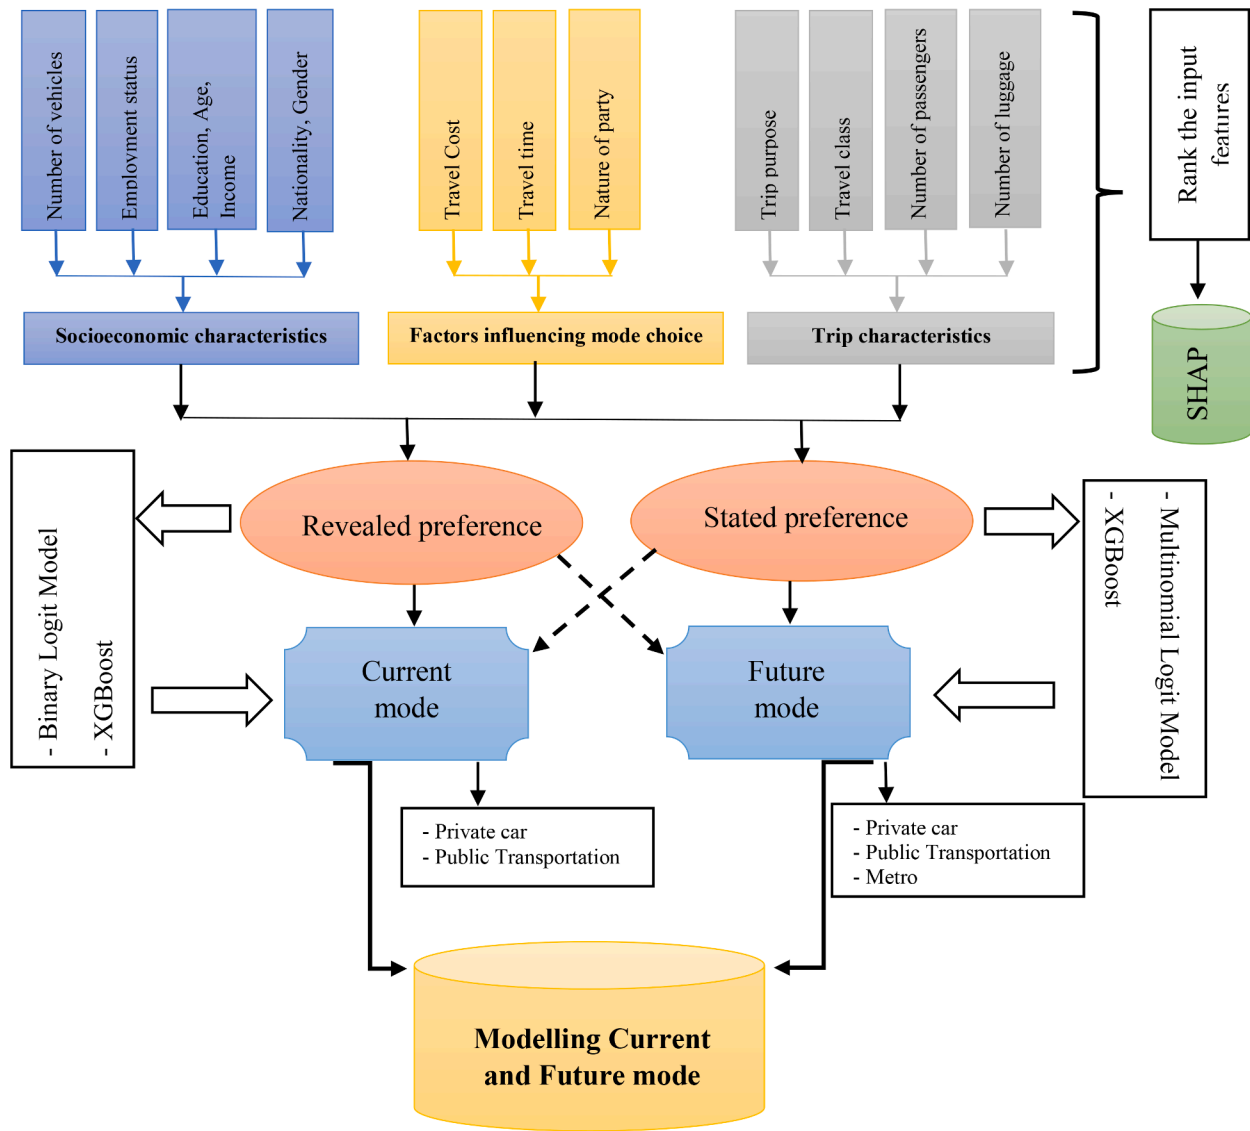 Number of vehicles
Employment status
Education, Age,
Income
Nationality, Gender
Travel Cost
Travel time
Nature of party
Trip purpose
Travel class
Number of passengers
Number of luggage
Rank the input
features
Socioeconomic characteristics
Factors influencing mode choice
Trip characteristics
SHAP
Revealed preference
Stated preference
- Binary Logit Model
- XGBoost
- Multinomial Logit Model
- XGBoost
Current
mode
Future
mode
- Private car
- Public Transportation
- Private car
- Public Transportation
- Metro
Modelling Current
and Future mode